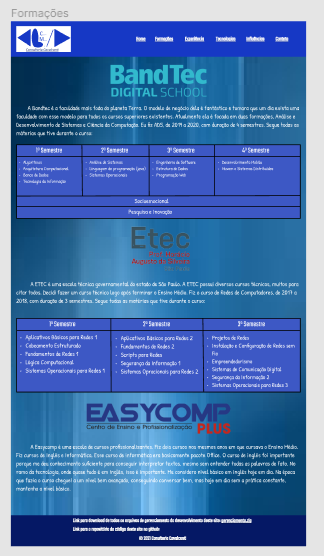 Formações
Home Formações Experiência Tecnologias Influências Contato
BandTec
DIGITAL SCHOOL
A Bandtec é a faculdade mais foda do planeta Terra. O modelo de negócio dela é fantástico e tomara que um dia exista uma
faculdade com esse modelo para todos os cursos superiores existentes. Atualmente ela é focada em duas formações, Análise e
Desenvolvimento de Sistemas e Ciência da Computação. Eu fiz ADS, de 2019 a 2020, com duração de 4 semestres. Segue todas as
matérias que tive durante o curso:
1º Semestre 2º Semestre 3º Semestre 4º Semestre
- Algoritmos
- Arquitetura Computacional
- Banco de Dados
- Tecnologia da Informação
- Análise de Sistemas
- Linguagem de programação (java)
- Sistemas Operacionais
- Engenharia de Software
- Estrutura de Dados
- Programação Web
- Desenvolvimento Mobile
- Nuvem e Sistemas Distribuídos
Socioemocional
Pesquisa e Inovação
Etec
A ETEC é uma escola técnica governamental do estado de São Paulo. A ETEC possui diversos cursos técnicos, muitos para
citar todos. Decidi fazer um curso técnico logo após terminar o Ensino Médio. Fiz o curso de Redes de Computadores, de 2017 a
2018, com duração de 3 semestres. Segue todas as matérias que tive durante o curso:
1º Semestre 2º Semestre 3º Semestre
- Aplicativos Básicos para Redes 1
- Cabeamento Estruturado
- Fundamentos de Redes 1
- Lógica Computacional
- Sistemas Operacionais para Redes 1
- Aplicativos Básicos para Redes 2
- Fundamentos de Redes 2
- Scripts para Redes
- Segurança da Informação 1
- Sistemas Opracionais para Redes 2
- Projetos de Redes
- Instalação e Configuração de Redes sem
Fio
- Empreendedorismo
- Sistemas de Comunicação Digital
- Segurança da Informação 2
- Sistemas Operacionais para Redes 3
EASYCOMP
Centro de Ensino e Profissionalização PLUS
A Easycomp é uma escola de cursos profissionalizantes. Fiz dois cursos nos mesmos anos em que cursava o Ensino Médio.
Fiz cursos de Inglês e Informática. Esse curso de informática era basicamente pacote Office. O curso de inglês foi importante
porque me deu conhecimento suficiente para conseguir interpretar textos, mesmo sem entender todas as palavras de fato. No
ramo da tecnologia, onde quase tudo é em inglês, isso é importante. Me considero nível básico em inglês hoje em dia. Na época
que fazia o curso cheguei a um nível bem avançado, conseguindo conversar bem, mas hoje em dia sem a prática constante,
mantenho o nível básico.
Link para download de todos os arquivos de gerenciamento do desenvolvimento deste site: gerenciamento.zip
Link para o repositório do código deste site no github
© 2021 Consultoria Cavalcanti